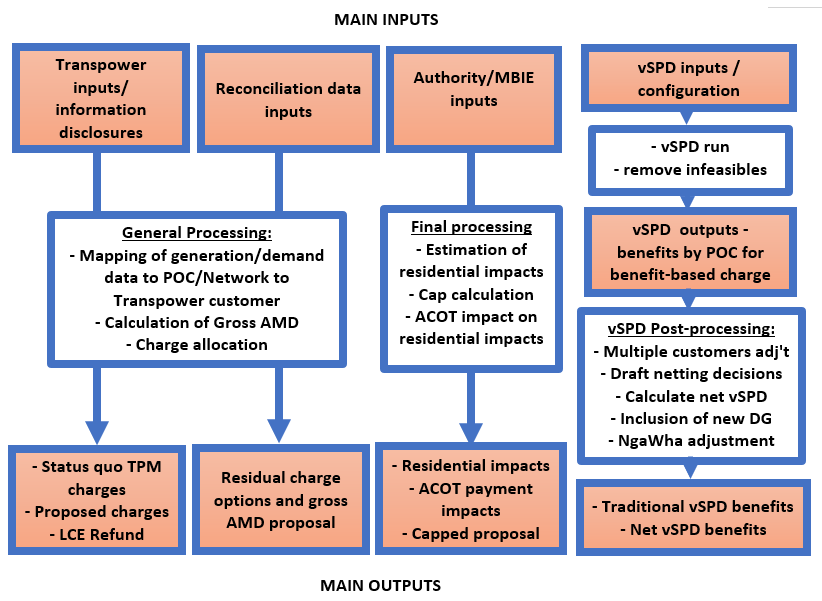 MAIN INPUTS
Transpower
inputs/
information
disclosures
Reconciliation data
inputs
Authority/MBIE
inputs
vSPD inputs /
configuration
- vSPD run
- remove infeasibles
General Processing:
- Mapping of generation/demand
data to POC/Network to
Transpower customer
- Calculation of Gross AMD
- Charge allocation
Final processing
- Estimation of
residential impacts
- Cap calculation
- ACOT impact on
residential impacts
vSPD outputs -
benefits by POC for
benefit-based charge
vSPD Post-processing:
- Multiple customers adj't
- Draft netting decisions
- Calculate net vSPD
- Inclusion of new DG
- NgaWha adjustment
- Status quo TPM
charges
- Proposed charges
- LCE Refund
Residual charge
options and gross
AMD proposal
- Residential impacts
- ACOT payment
impacts
- Capped proposal
- Traditional vSPD benefits
- Net vSPD benefits
MAIN OUTPUTS